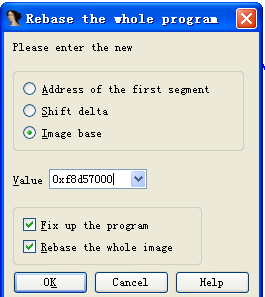 Rebase the whole program
Please enter the new
Address of the first segment
Shift delta
Image base
Value 0xf8d57000
Fix up the program
Rebase the whole image
OK Cancel Help